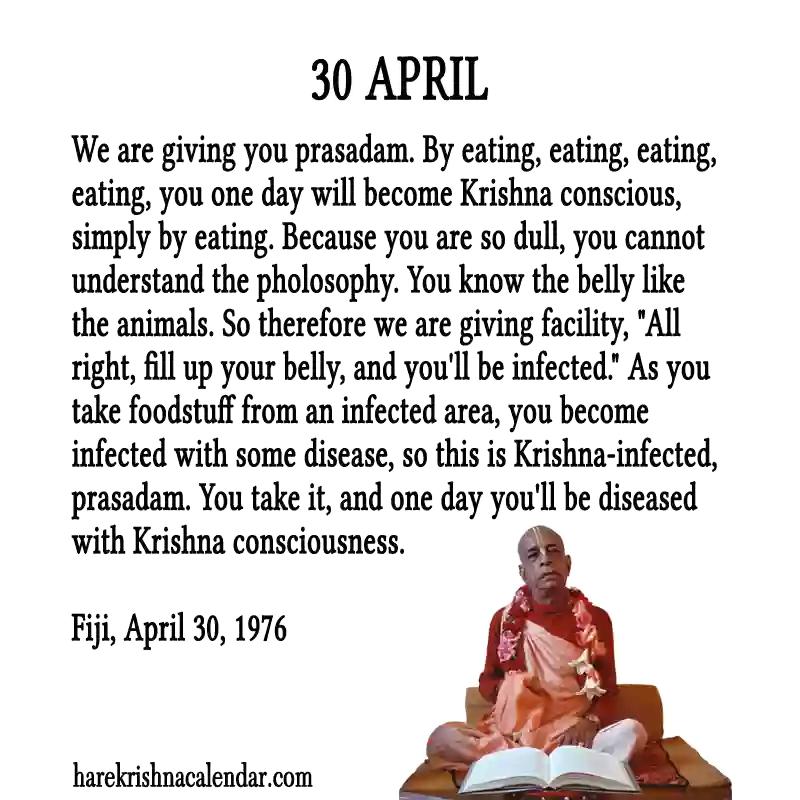 30 APRIL
We are giving you prasadam. By eating, eating, eating,
eating, you one day will become Krishna conscious,
simply by eating. Because you are so dull, you cannot
understand the pholosophy. You know the belly like
the animals. So therefore we are giving facility, "All
right, fill up your belly, and you'll be infected." As you
take foodstuff from an infected area, you become
infected with some disease, so this is Krishna-infected,
prasadam. You take it, and one day you'll be diseased
with Krishna consciousness.
Fiji, April 30, 1976
harekrishnacalendar.com